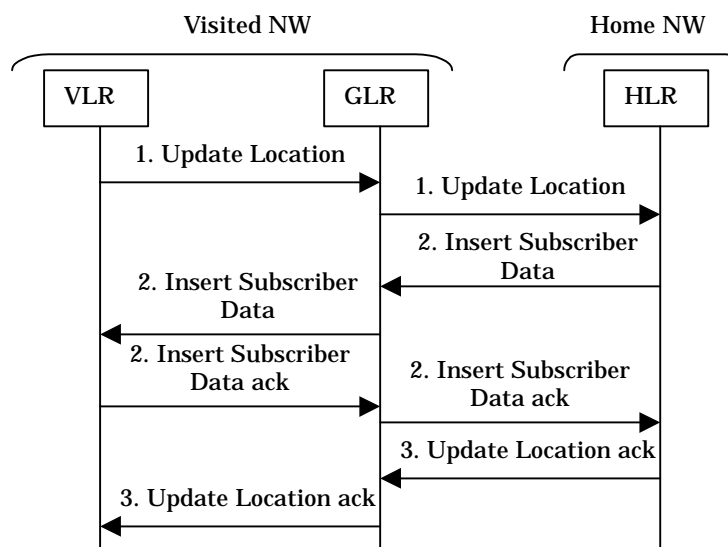 Visited NW
Home NW
VLR
GLR
HLR
1. Update Location
1. Update Location
2. Insert Subscriber
Data
2. Insert Subscriber
Data
2. Insert Subscriber
Data ack
2. Insert Subscriber
Data ack
3. Update Location ack
3. Update Location ack